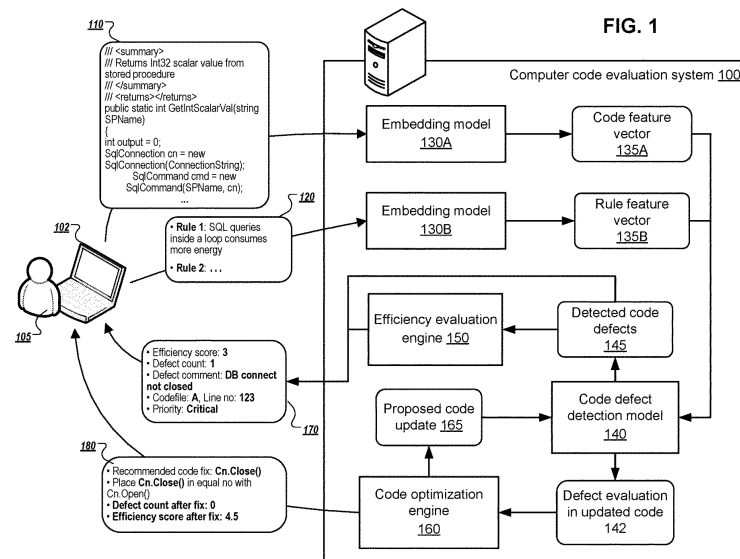 FIG. 1
110
/// <summary>
/// Returns Int32 scalar value from
stored procedure
/// </summary>
/// <returns></returns>
public static int GetIntScalarVal(string
SPName)
{
int output = 0;
SqlConnection cn = new
SqlConnection(ConnectionString);
SqlCommand cmd = new
SqlCommand(SPName, cn);
...
Computer code evaluation system 100
Embedding model
130A
Code feature
vector
135A
120
• Rule 1: SQL queries
inside a loop consumes
more energy
• Rule 2: ...
Embedding model
130B
Rule feature
vector
135B
102
105
Efficiency evaluation
engine 150
Detected code
defects
145
• Efficiency score: 3
• Defect count: 1
• Defect comment: DB connect
not closed
• Codefile: A, Line no: 123
• Priority: Critical
170
Proposed code
update 165
Code defect
detection model
140
180
• Recommended code fix: Cn.Close()
• Place Cn.Close() in equal no with
Cn.Open()
• Defect count after fix: 0
• Efficiency score after fix: 4.5
Code optimization
engine
160
Defect evaluation
in updated code
142